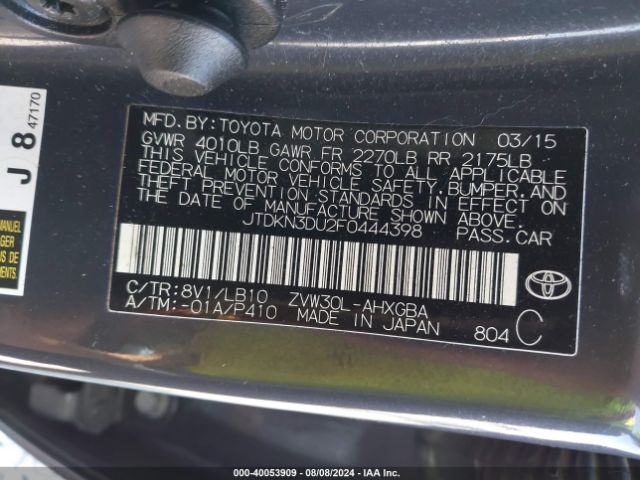 J 8
47170
MANUEL
MFD. BY: TOYOTA MOTOR CORPORATION 03/15
GVWR 4010LB GAWR FR 2270LB RR 2175LB
THIS VEHICLE CONFORMS TO ALL APPLICABLE
FEDERAL MOTOR VEHICLE SAFETY, BUMPER, AND
THEFT PREVENTION STANDARDS IN EFFECT ON
THE DATE OF MANUFACTURE SHOWN ABOVE.
JTDKN3DU2F0444398 PASS. CAR
C/TR: 8V1/LB10 ZVW30L-AHXGBA
A/TM: -01A/P410 MADE IN JAPAN 804 C
TOYOTA
000-40053909 - 08/08/2024 - IAA Inc.